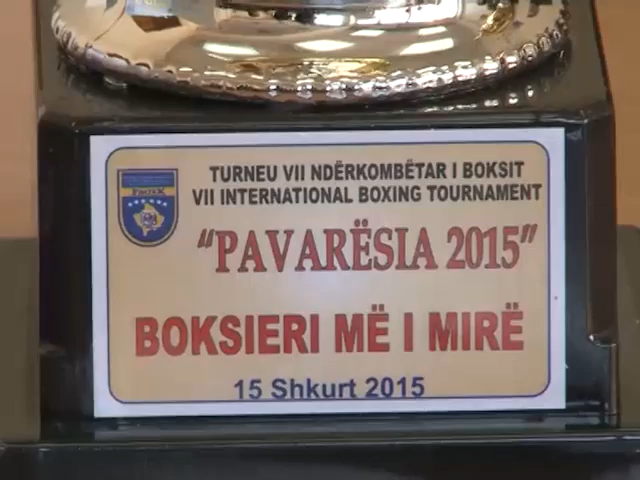 TURNEU VII NDËRKOMBËTAR I BOKSIT
VII INTERNATIONAL BOXING TOURNAMENT
“PAVARËSIA 2015”
BOKSIERI MË I MIRË
15 Shkurt 2015